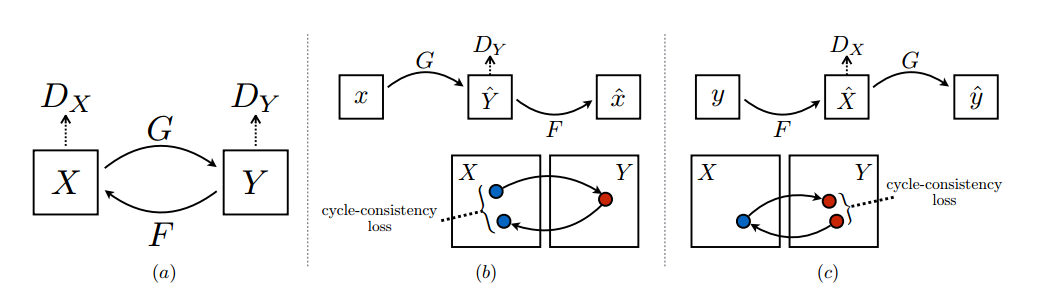 D_X
D_Y
G
X
Y
F
(a)
D_Y
G
x
Ŷ
x̂
F
X
Y
cycle-consistency
loss
(b)
D_X
G
y
X̂
ŷ
F
X
Y
cycle-consistency
loss
(c)